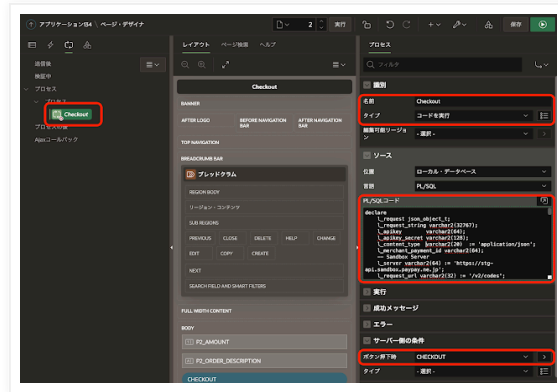 アプリケーション134 \ ページ・デザイナ
2
実行
保存
レイアウト ページ検索 ヘルプ
プロセス
送信後
検証中
プロセス
プロセス
Checkout
プロセスの後
Ajaxコールバック
Checkout
BANNER
AFTER LOGO
BEFORE NAVIGATION BAR
AFTER NAVIGATION BAR
TOP NAVIGATION
BREADCRUMB BAR
ブレッドクラム
REGION BODY
リージョン・コンテンツ
SUB REGIONS
PREVIOUS CLOSE DELETE HELP CHANGE
EDIT COPY CREATE
NEXT
SEARCH FIELD AND SMART FILTERS
FULL WIDTH CONTENT
BODY
P2_AMOUNT
P2_ORDER_DESCRIPTION
CHECKOUT
フィルタ
識別
名前 Checkout
タイプ コードを実行
編集可能リージョン - 選択 -
ソース
位置 ローカル・データベース
言語 PL/SQL
PL/SQLコード
declare
l_request json_object_t;
l_request_string varchar2(32767);
l_apikey varchar2(64);
l_apikey_secret varchar2(128);
l_content_type varchar2(20) := 'application/json';
l_merchant_payment_id varchar2(64);
-- Sandbox Server
l_server varchar2(64) := 'https://stg-
api.sandbox.paypay.ne.jp';
l_request_url varchar2(32) := '/v2/codes';
実行
成功メッセージ
エラー
サーバー側の条件
ボタン押下時 CHECKOUT
タイプ - 選択 -